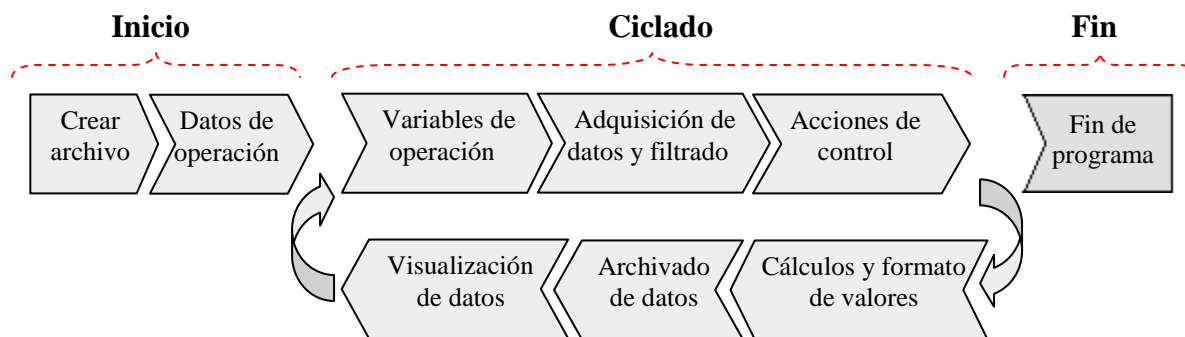 Inicio
Ciclado
Fin
Crear
archivo
Datos de
operación
Variables de
operación
Adquisición de
datos y filtrado
Acciones de
control
Fin de
programa
Visualización
de datos
Archivado
de datos
Cálculos y formato
de valores